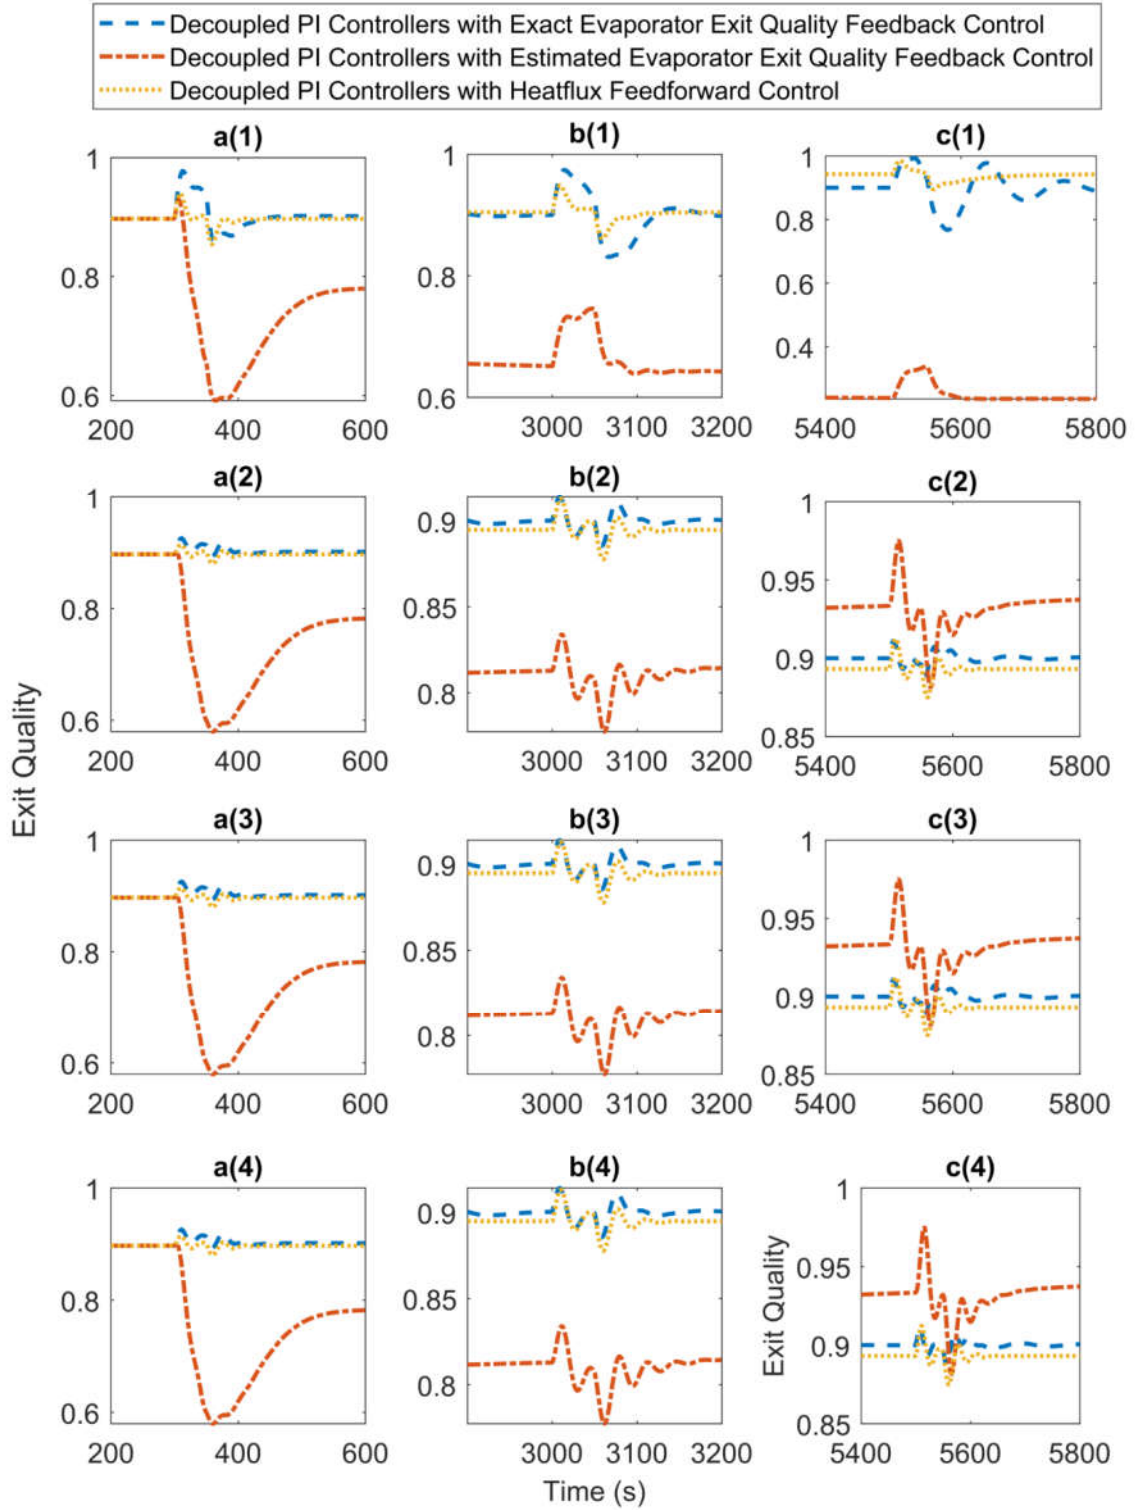 Decoupled PI Controllers with Exact Evaporator Exit Quality Feedback Control
Decoupled PI Controllers with Estimated Evaporator Exit Quality Feedback Control
Decoupled PI Controllers with Heatflux Feedforward Control
a(1) b(1) c(1)
1 1 1
0.8 0.8 0.8
0.6
0.4
0.6 0.6
200 400 600 3000 3100 3200 5400 5600 5800
a(2) b(2) c(2)
1 0.9
0.95
0.8 0.85 0.9
0.6 0.8 0.85
200 400 600 3000 3100 3200 5400 5600 5800
Exit Quality
a(3) b(3) c(3)
1 0.9 1
0.95
0.8 0.85 0.9
0.6 0.8 0.85
200 400 600 3000 3100 3200 5400 5600 5800
a(4) b(4) c(4)
1 0.9 1
0.95
0.8 0.85 0.9
0.6 0.8 0.85
Exit Quality
200 400 600 3000 3100 3200 5400 5600 5800
Time (s)